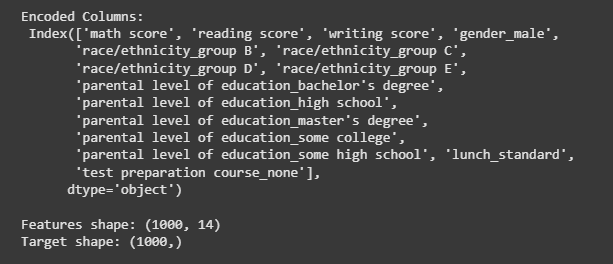 Encoded Columns:
Index(['math score', 'reading score', 'writing score', 'gender_male',
'race/ethnicity_group B', 'race/ethnicity_group C',
'race/ethnicity_group D', 'race/ethnicity_group E',
'parental level of education_bachelor's degree',
'parental level of education_high school',
'parental level of education_master's degree',
'parental level of education_some college',
'parental level of education_some high school', 'lunch_standard',
'test preparation course_none'],
dtype='object')
Features shape: (1000, 14)
Target shape: (1000,)